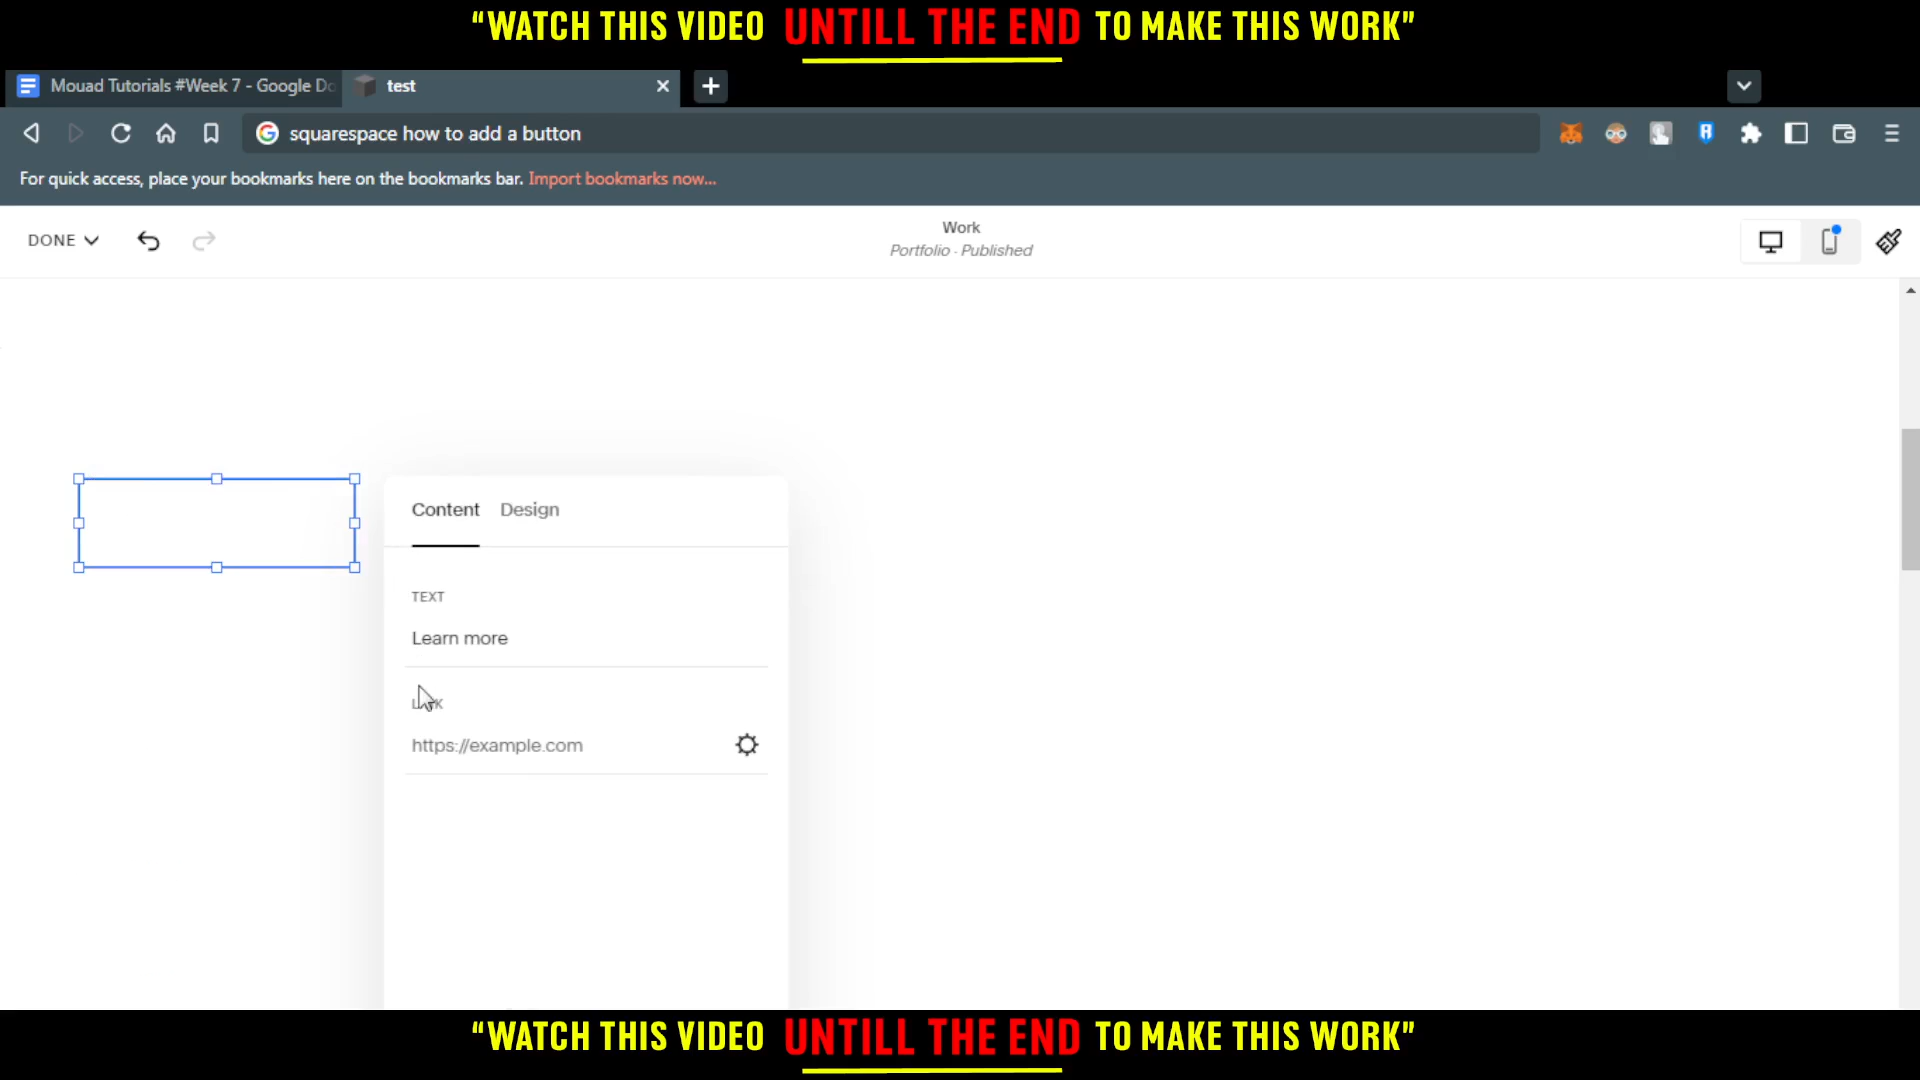 “WATCH THIS VIDEO UNTILL THE END TO MAKE THIS WORK”
Mouad Tutorials #Week 7 - Google Do
test
squarespace how to add a button
For quick access, place your bookmarks here on the bookmarks bar. Import bookmarks now...
DONE
Work
Portfolio · Published
Content Design
TEXT
Learn more
https://example.com
“WATCH THIS VIDEO UNTILL THE END TO MAKE THIS WORK”